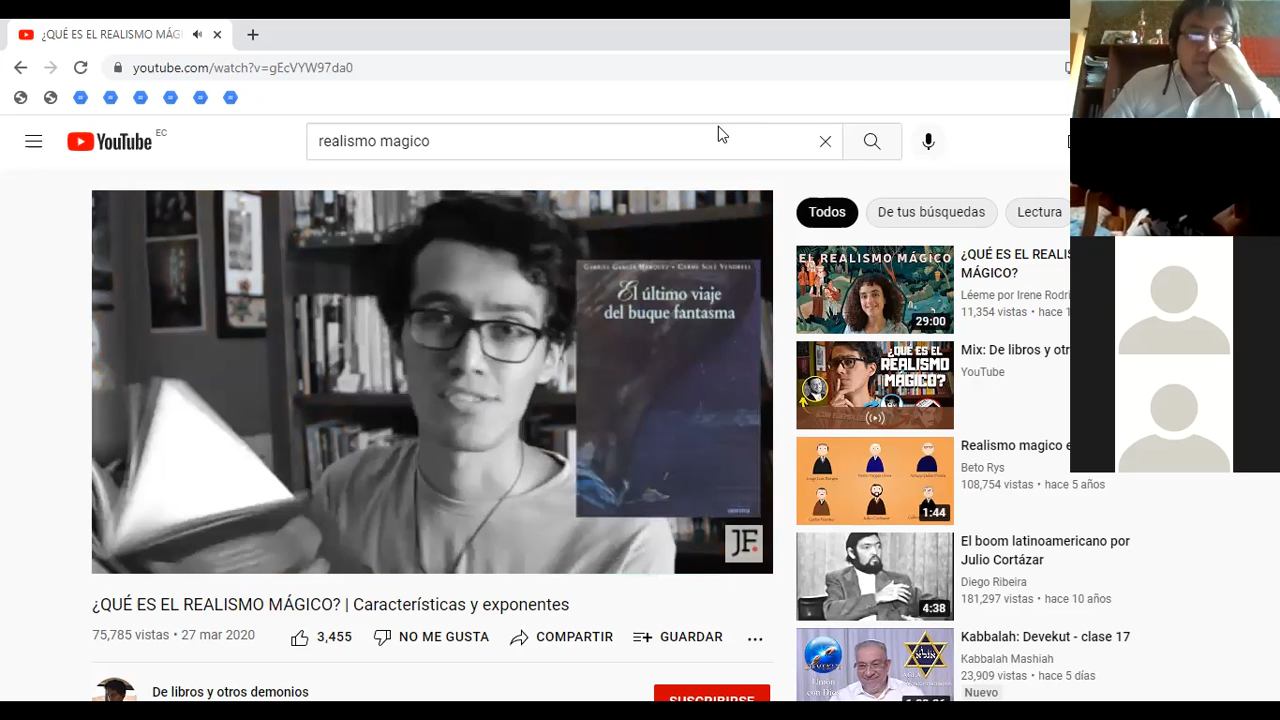 ¿QUÉ ES EL REALISMO MÁGI
youtube.com/watch?v=gEcVYW97da0
YouTube EC
realismo magico
GABRIEL GARCÍA MÁRQUEZ • CARME SOLÉ VENDRELL
El último viaje
del buque fantasma
JF.
¿QUÉ ES EL REALISMO MÁGICO? | Características y exponentes
75,785 vistas • 27 mar 2020
3,455
NO ME GUSTA
COMPARTIR
GUARDAR
De libros y otros demonios
SUSCRIBIRSE
Todos
De tus búsquedas
Lectura
EL REALISMO MÁGICO
29:00
¿QUÉ ES EL REALIS
MÁGICO?
Léeme por Irene Rodrí
11,354 vistas • hace 1
¿QUÉ ES EL
REALISMO
MÁGICO?
Mix: De libros y otr
YouTube
1:44
Realismo magico e
Beto Rys
108,754 vistas • hace 5 años
4:38
El boom latinoamericano por
Julio Cortázar
Diego Ribeira
181,297 vistas • hace 10 años
Unión
con Dios
Kabbalah: Devekut - clase 17
Kabbalah Mashiah
23,909 vistas • hace 5 días
Nuevo